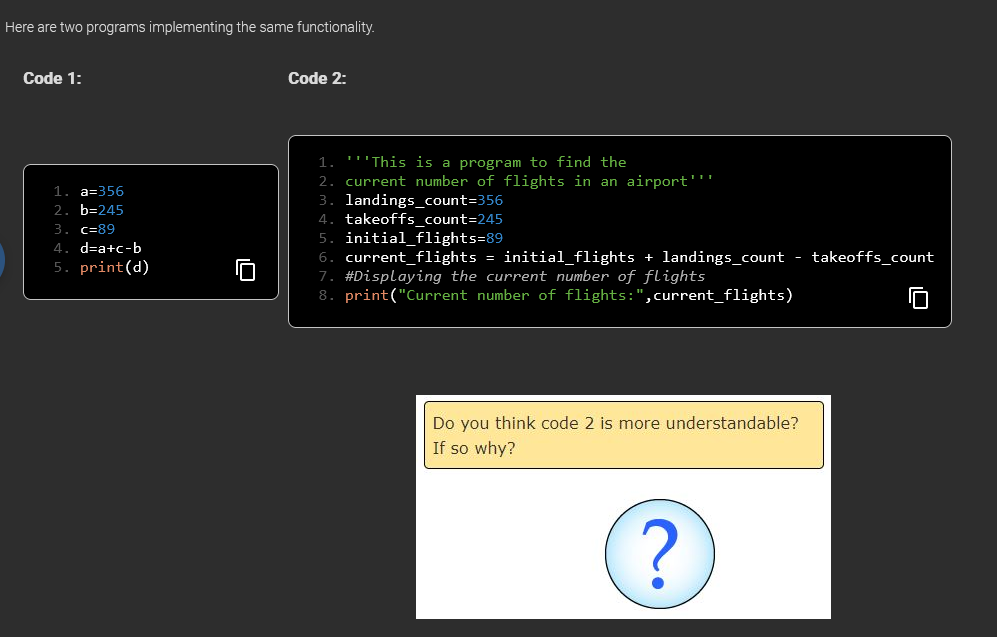 Here are two programs implementing the same functionality.
Code 1:
1. a=356
2. b=245
3. c=89
4. d=a+c-b
5. print(d)
Code 2:
1. '''This is a program to find the
2. current number of flights in an airport'''
3. landings_count=356
4. takeoffs_count=245
5. initial_flights=89
6. current_flights = initial_flights + landings_count - takeoffs_count
7. #Displaying the current number of flights
8. print("Current number of flights:",current_flights)
Do you think code 2 is more understandable?
If so why?
?